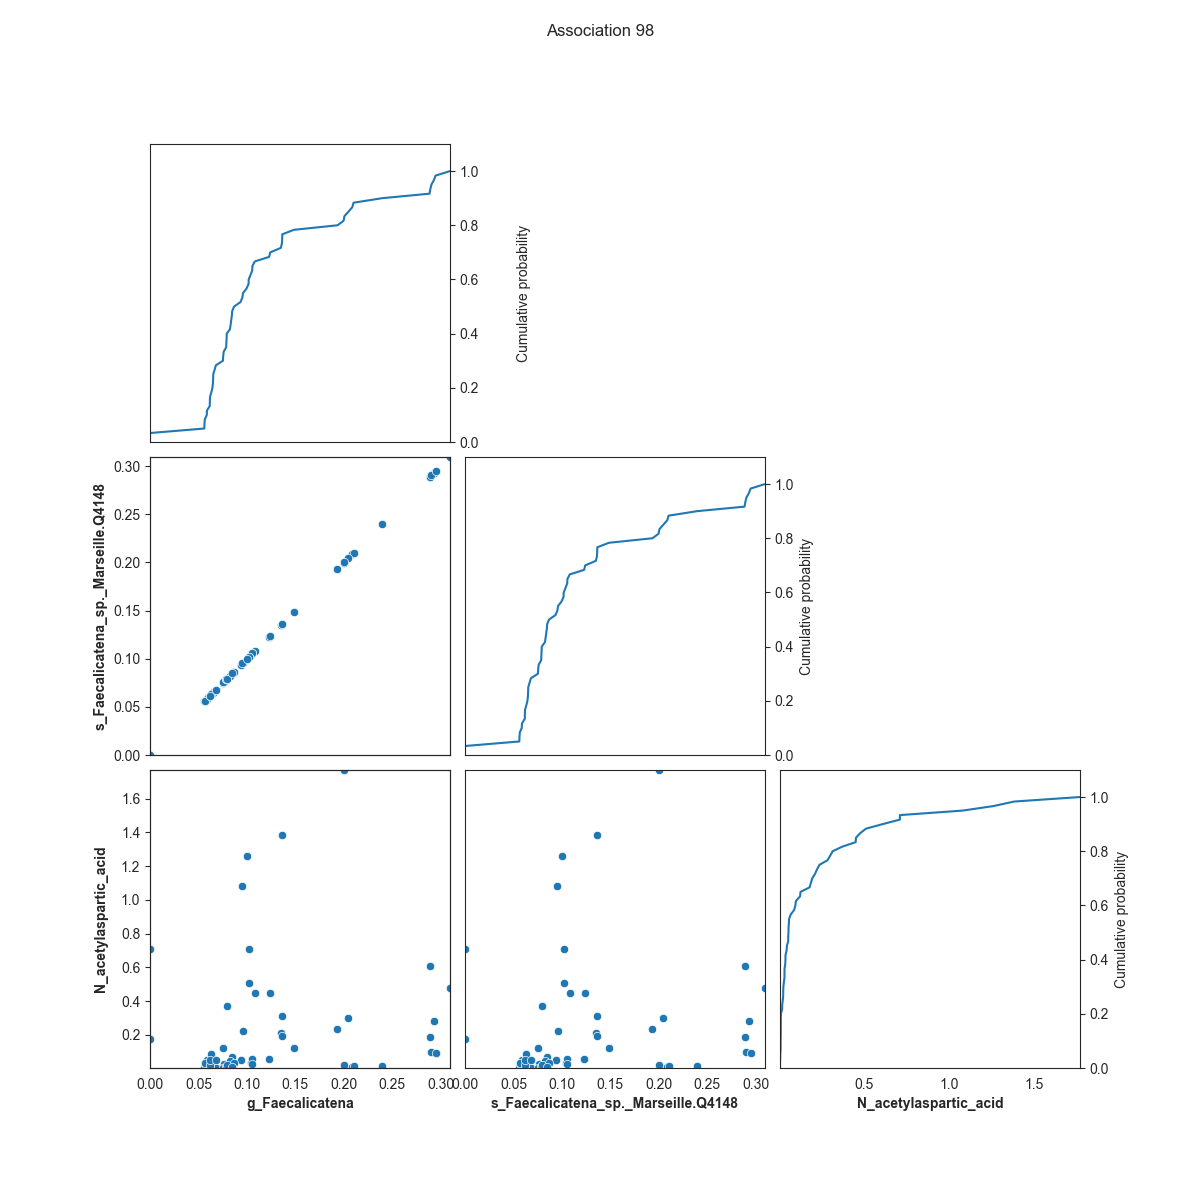 Association 98
1.0
0.8
0.6
0.4
0.2
0.0
Cumulative probability
s_Faecalicatena_sp._Marseille.Q4148
0.30
0.25
0.20
0.15
0.10
0.05
0.00
1.0
0.8
0.6
0.4
0.2
0.0
Cumulative probability
N_acetylaspartic_acid
1.6
1.4
1.2
1.0
0.8
0.6
0.4
0.2
1.0
0.8
0.6
0.4
0.2
0.0
Cumulative probability
0.00 0.05 0.10 0.15 0.20 0.25 0.30
0.00 0.05 0.10 0.15 0.20 0.25 0.30
0.5 1.0 1.5
g_Faecalicatena
s_Faecalicatena_sp._Marseille.Q4148
N_acetylaspartic_acid